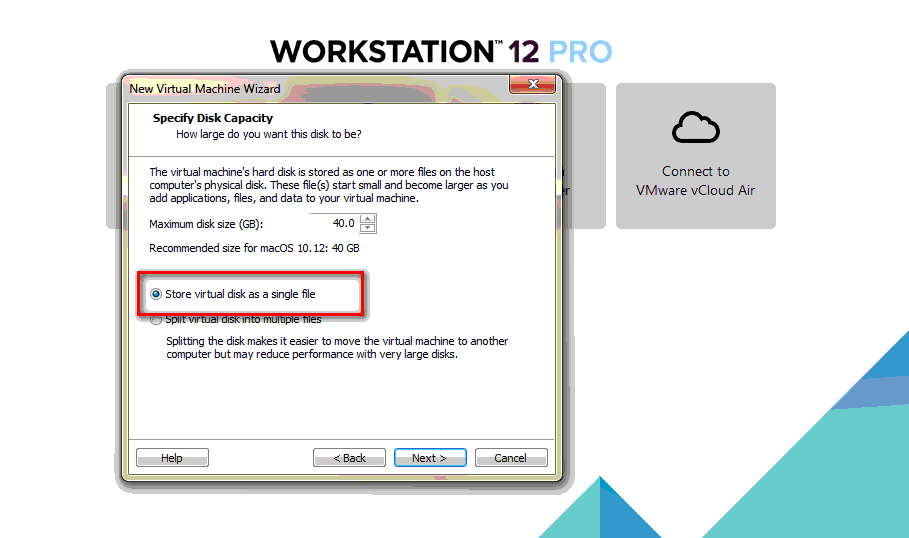 WORKSTATION™ 12 PRO
New Virtual Machine Wizard
Specify Disk Capacity
How large do you want this disk to be?
The virtual machine's hard disk is stored as one or more files on the host
computer's physical disk. These file(s) start small and become larger as you
add applications, files, and data to your virtual machine.
Maximum disk size (GB):
40.0
Recommended size for macOS 10.12: 40 GB
Store virtual disk as a single file
Split virtual disk into multiple files
Splitting the disk makes it easier to move the virtual machine to another
computer but may reduce performance with very large disks.
Help
< Back
Next >
Cancel
Connect to
VMware vCloud Air